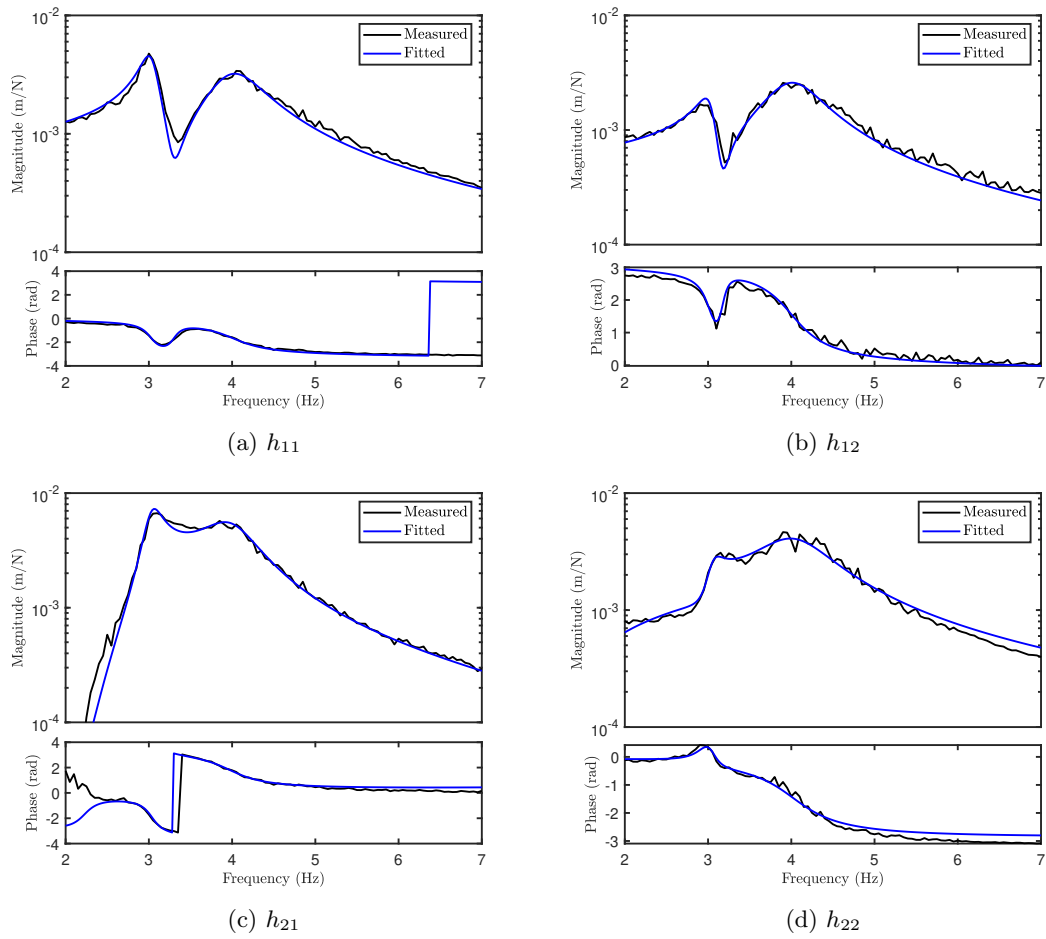 10^-2
Measured
Fitted
Magnitude (m/N)
10^-3
10^-4
4
2
0
-2
-4
Phase (rad)
2 3 4 5 6 7
Frequency (Hz)
(a) h_11
10^-2
Measured
Fitted
Magnitude (m/N)
10^-3
10^-4
3
2
1
0
Phase (rad)
2 3 4 5 6 7
Frequency (Hz)
(b) h_12
10^-2
Measured
Fitted
Magnitude (m/N)
10^-3
10^-4
4
2
0
-2
-4
Phase (rad)
2 3 4 5 6 7
Frequency (Hz)
(c) h_21
10^-2
Measured
Fitted
Magnitude (m/N)
10^-3
10^-4
0
-1
-2
-3
Phase (rad)
2 3 4 5 6 7
Frequency (Hz)
(d) h_22